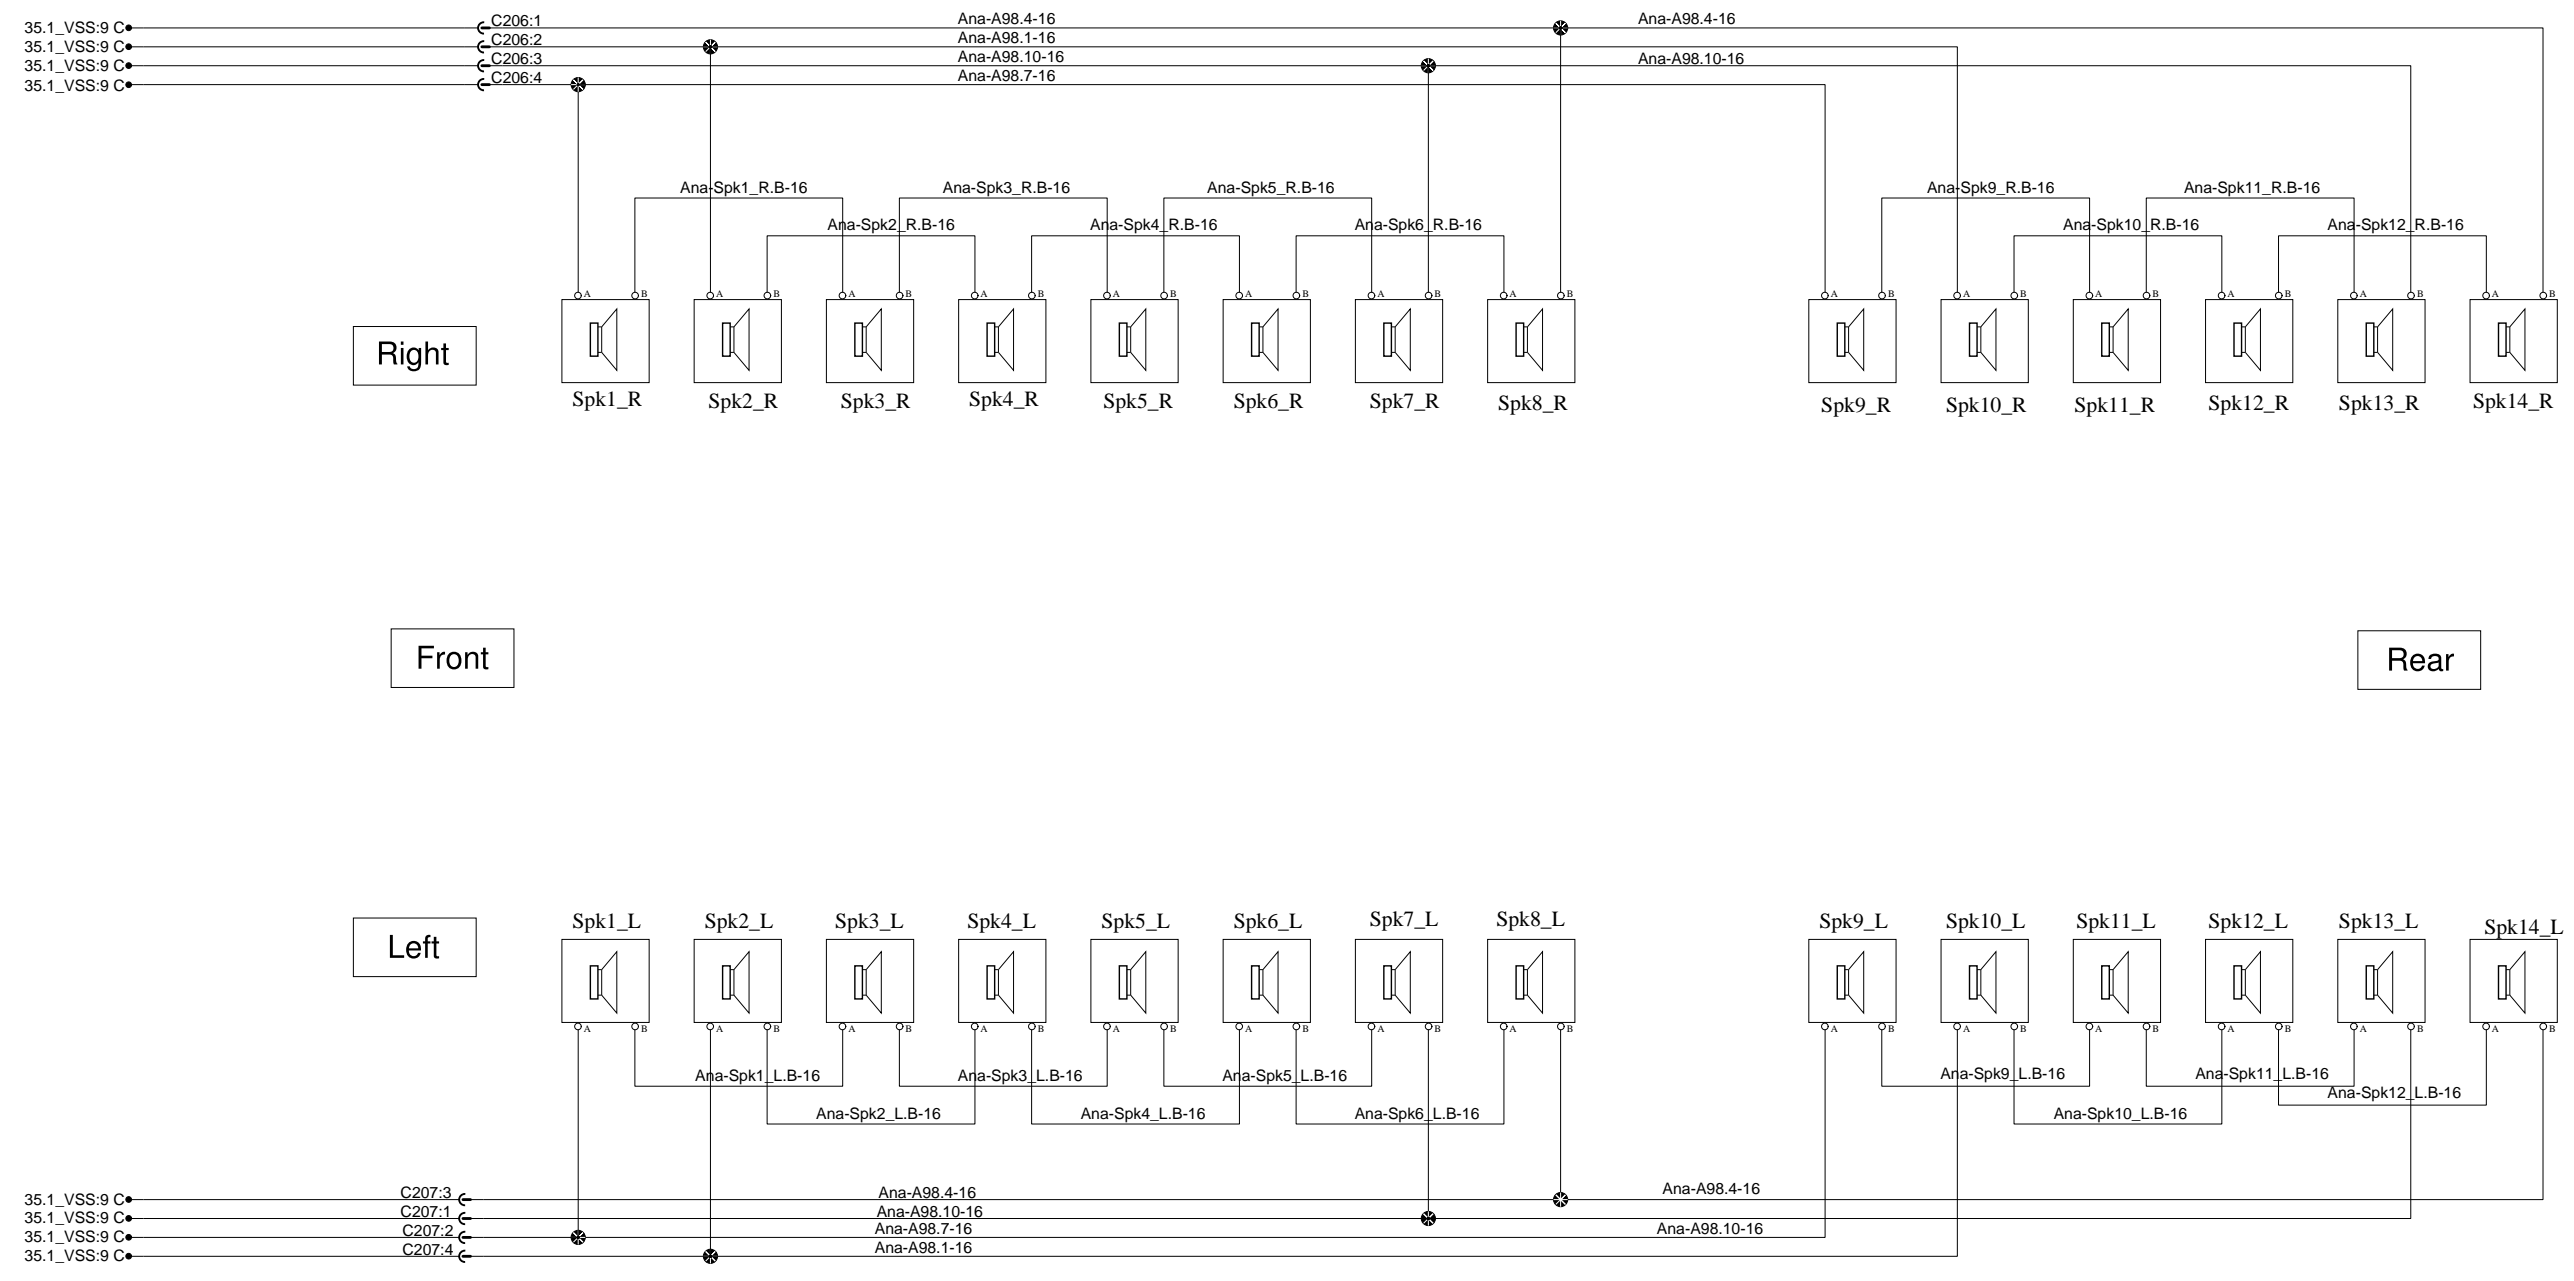 35.1_VSS:9 C C206:1 Ana-A98.4-16 Ana-A98.4-16
35.1_VSS:9 C C206:2 Ana-A98.1-16
35.1_VSS:9 C C206:3 Ana-A98.10-16 Ana-A98.10-16
35.1_VSS:9 C C206:4 Ana-A98.7-16
Ana-Spk1_R.B-16 Ana-Spk3_R.B-16 Ana-Spk5_R.B-16 Ana-Spk9_R.B-16 Ana-Spk11_R.B-16
Ana-Spk2_R.B-16 Ana-Spk4_R.B-16 Ana-Spk6_R.B-16 Ana-Spk10_R.B-16 Ana-Spk12_R.B-16
A B A B A B A B A B A B A B A B A B A B A B A B A B A B
Right
Spk1_R Spk2_R Spk3_R Spk4_R Spk5_R Spk6_R Spk7_R Spk8_R Spk9_R Spk10_R Spk11_R Spk12_R Spk13_R Spk14_R
Front Rear
Spk1_L Spk2_L Spk3_L Spk4_L Spk5_L Spk6_L Spk7_L Spk8_L Spk9_L Spk10_L Spk11_L Spk12_L Spk13_L Spk14_L
Left
A B A B A B A B A B A B A B A B A B A B A B A B A B A B
Ana-Spk1_L.B-16 Ana-Spk3_L.B-16 Ana-Spk5_L.B-16 Ana-Spk9_L.B-16 Ana-Spk11_L.B-16
Ana-Spk12_L.B-16
Ana-Spk2_L.B-16 Ana-Spk4_L.B-16 Ana-Spk6_L.B-16 Ana-Spk10_L.B-16
35.1_VSS:9 C C207:3 Ana-A98.4-16 Ana-A98.4-16
35.1_VSS:9 C C207:1 Ana-A98.10-16
35.1_VSS:9 C C207:2 Ana-A98.7-16 Ana-A98.10-16
35.1_VSS:9 C C207:4 Ana-A98.1-16